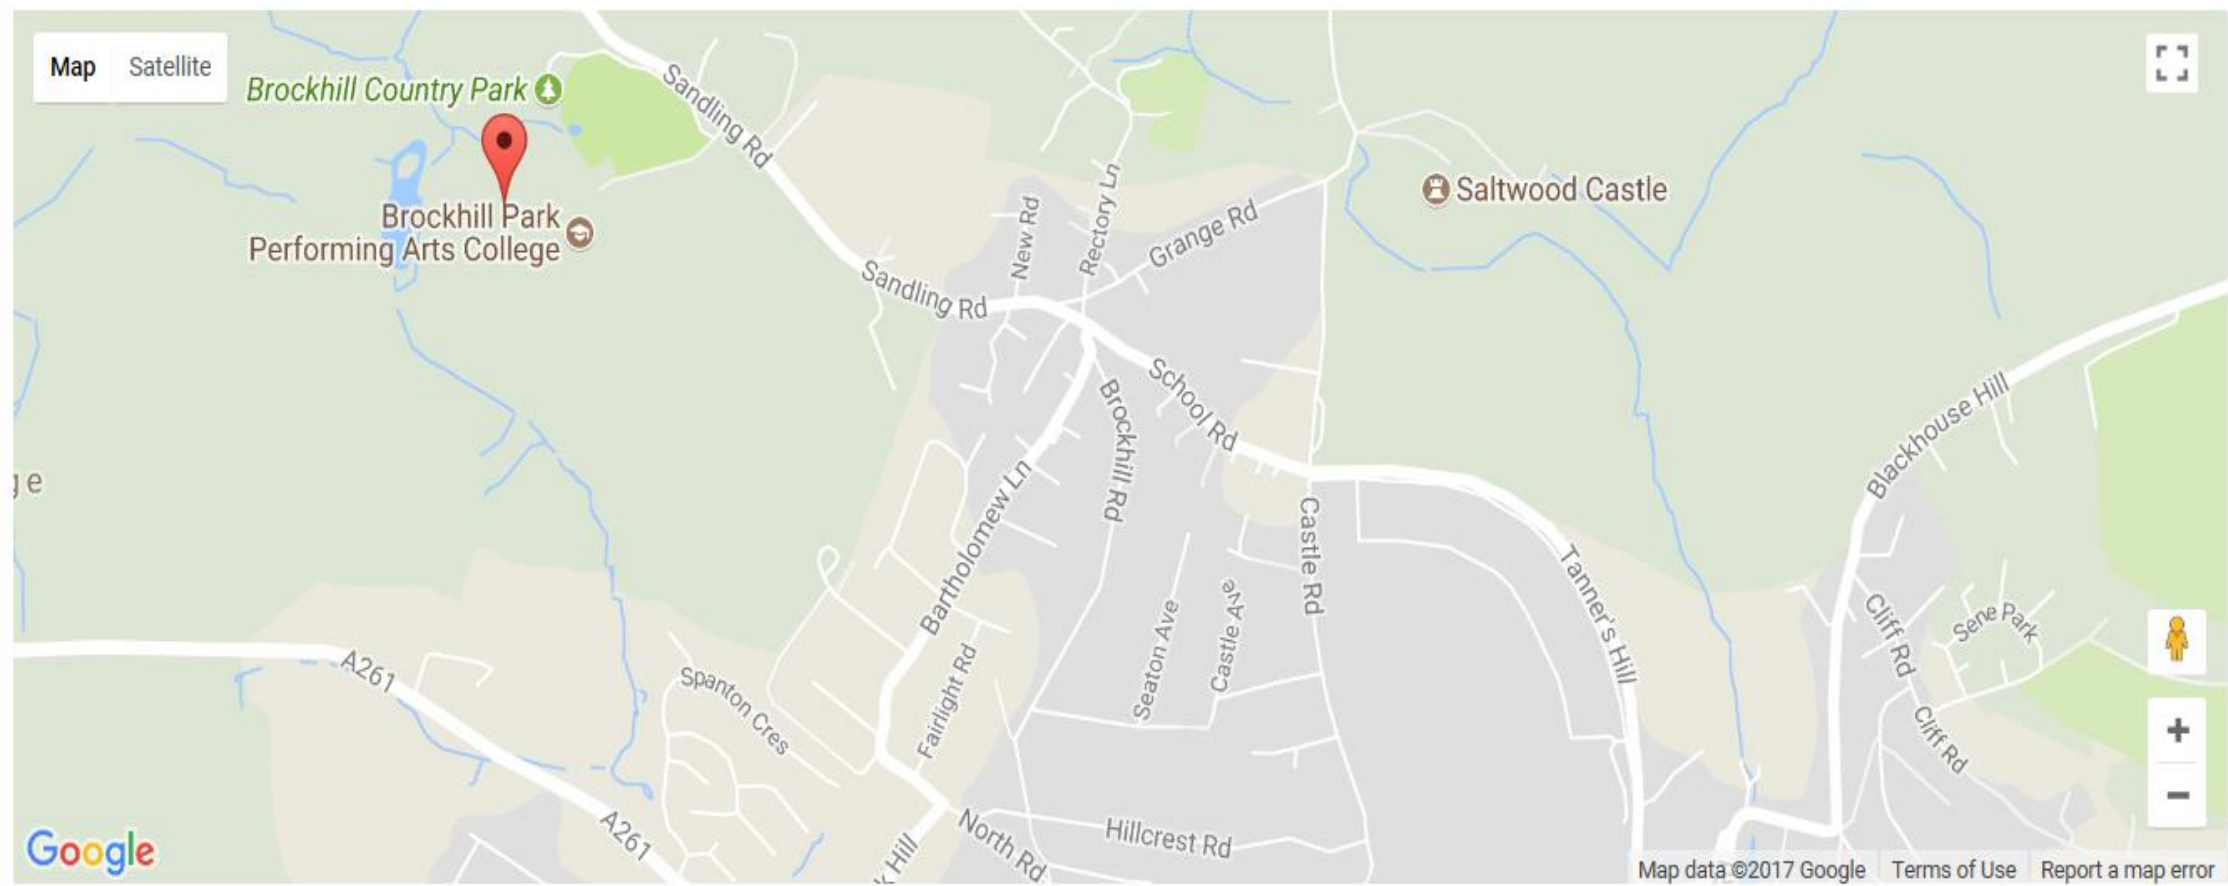 Map Satellite
Brockhill Country Park
Sandling Rd
Brockhill Park
Performing Arts College
Saltwood Castle
New Rd
Rectory Ln
Grange Rd
Sandling Rd
School Rd
Brockhill Rd
Blackhouse Hill
ge
Bartholomew Ln
Castle Rd
Tanner's Hill
Seaton Ave
Castle Ave
Cliff Rd
Sene Park
A261
Spanton Cres
Fairlight Rd
Cliff Rd
A261
Hill
North Rd
Hillcrest Rd
Google
Map data ©2017 Google Terms of Use Report a map error